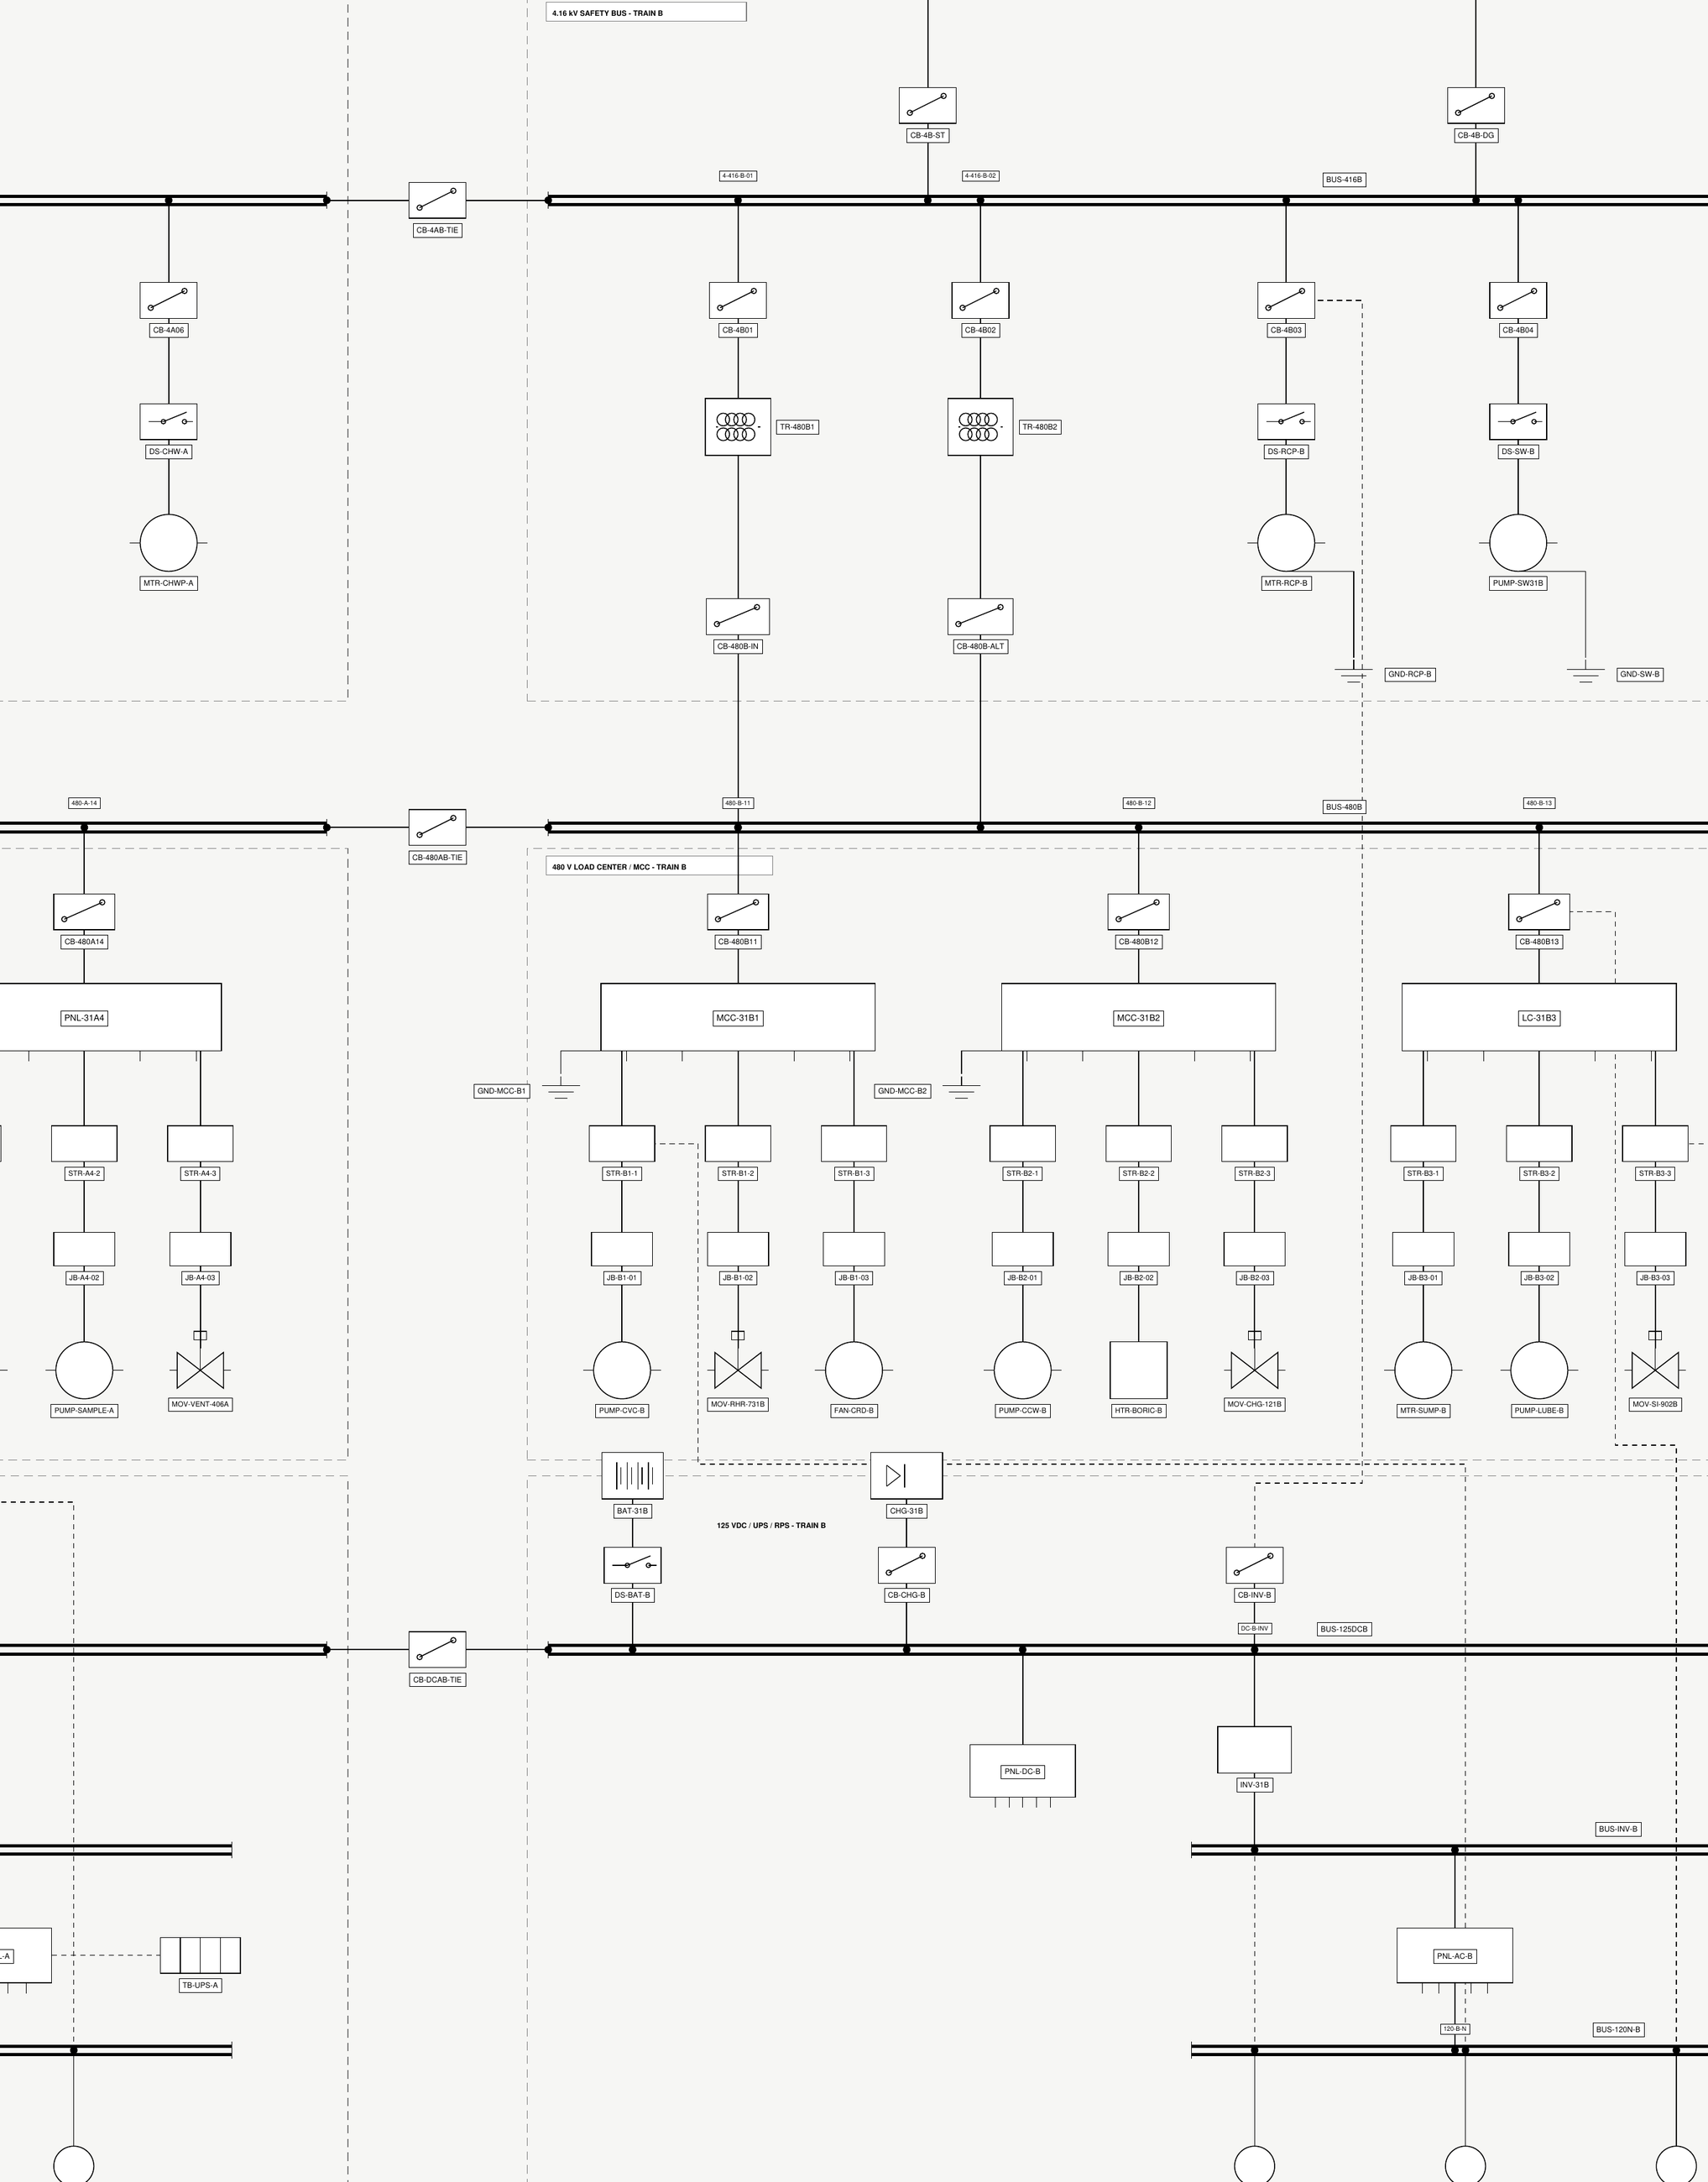 4.16 kV SAFETY BUS - TRAIN B
CB-4B-ST
CB-4B-DG
4-416-B-01
4-416-B-02
BUS-416B
CB-4AB-TIE
CB-4A06
CB-4B01
CB-4B02
CB-4B03
CB-4B04
TR-480B1
TR-480B2
DS-CHW-A
DS-RCP-B
DS-SW-B
MTR-CHWP-A
MTR-RCP-B
PUMP-SW31B
CB-480B-IN
CB-480B-ALT
GND-RCP-B
GND-SW-B
480-A-14
480-B-11
480-B-12
BUS-480B
480-B-13
CB-480AB-TIE
480 V LOAD CENTER / MCC - TRAIN B
CB-480A14
CB-480B11
CB-480B12
CB-480B13
PNL-31A4
MCC-31B1
MCC-31B2
LC-31B3
GND-MCC-B1
GND-MCC-B2
STR-A4-2
STR-A4-3
STR-B1-1
STR-B1-2
STR-B1-3
STR-B2-1
STR-B2-2
STR-B2-3
STR-B3-1
STR-B3-2
STR-B3-3
JB-A4-02
JB-A4-03
JB-B1-01
JB-B1-02
JB-B1-03
JB-B2-01
JB-B2-02
JB-B2-03
JB-B3-01
JB-B3-02
JB-B3-03
PUMP-SAMPLE-A
MOV-VENT-406A
PUMP-CVC-B
MOV-RHR-731B
FAN-CRD-B
PUMP-CCW-B
HTR-BORIC-B
MOV-CHG-121B
MTR-SUMP-B
PUMP-LUBE-B
MOV-SI-902B
BAT-31B
CHG-31B
125 VDC / UPS / RPS - TRAIN B
DS-BAT-B
CB-CHG-B
CB-INV-B
DC-B-INV
BUS-125DCB
CB-DCAB-TIE
PNL-DC-B
INV-31B
BUS-INV-B
L-A
PNL-AC-B
TB-UPS-A
120-B-N
BUS-120N-B